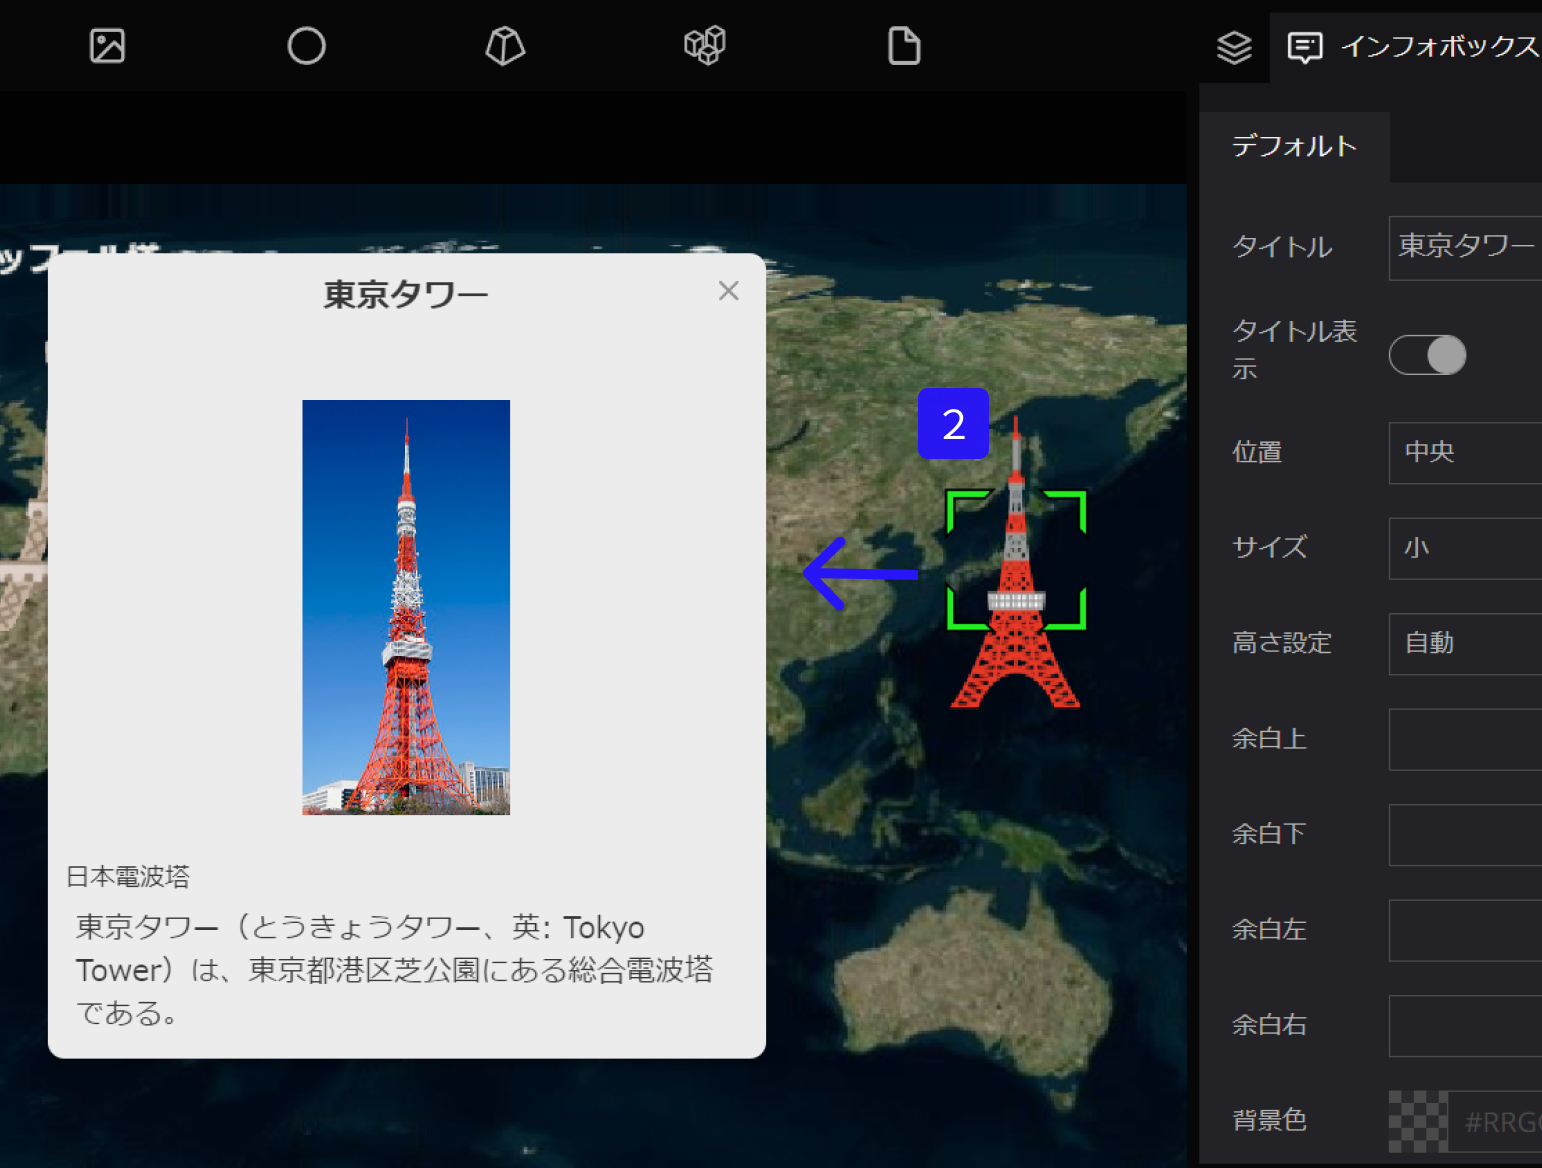 インフォボックス
デフォルト
タイトル
東京タワー
タイトル表
示
位置
中央
サイズ
小
高さ設定
自動
余白上
余白下
余白左
余白右
背景色
東京タワー
日本電波塔
東京タワー（とうきょうタワー、英: Tokyo
Tower）は、東京都港区芝公園にある総合電波塔
である。
2